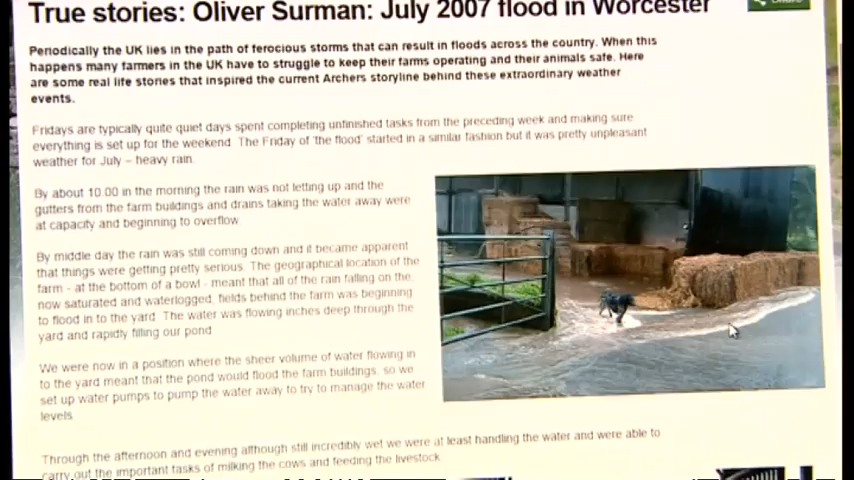 True stories: Oliver Surman: July 2007 flood in Worcester
Periodically the UK lies in the path of ferocious storms that can result in floods across the country. When this
happens many farmers in the UK have to struggle to keep their farms operating and their animals safe. Here
are some real life stories that inspired the current Archers storyline behind these extraordinary weather
events.
Fridays are typically quite quiet days spent completing unfinished tasks from the preceding week and making sure
everything is set up for the weekend. The Friday of 'the flood' started in a similar fashion but it was pretty unpleasant
weather for July – heavy rain.
By about 10.00 in the morning the rain was not letting up and the
gutters from the farm buildings and drains taking the water away were
at capacity and beginning to overflow.
By middle day the rain was still coming down and it became apparent
that things were getting pretty serious. The geographical location of the
farm - at the bottom of a bowl - meant that all of the rain falling on the,
now saturated and waterlogged, fields behind the farm was beginning
to flood in to the yard. The water was flowing inches deep through the
yard and rapidly filling our pond.
We were now in a position where the sheer volume of water flowing in
to the yard meant that the pond would flood the farm buildings, so we
set up water pumps to pump the water away to try to manage the water
levels.
Through the afternoon and evening although still incredibly wet we were at least handling the water and were able to
carry out the important tasks of milking the cows and feeding the livestock.